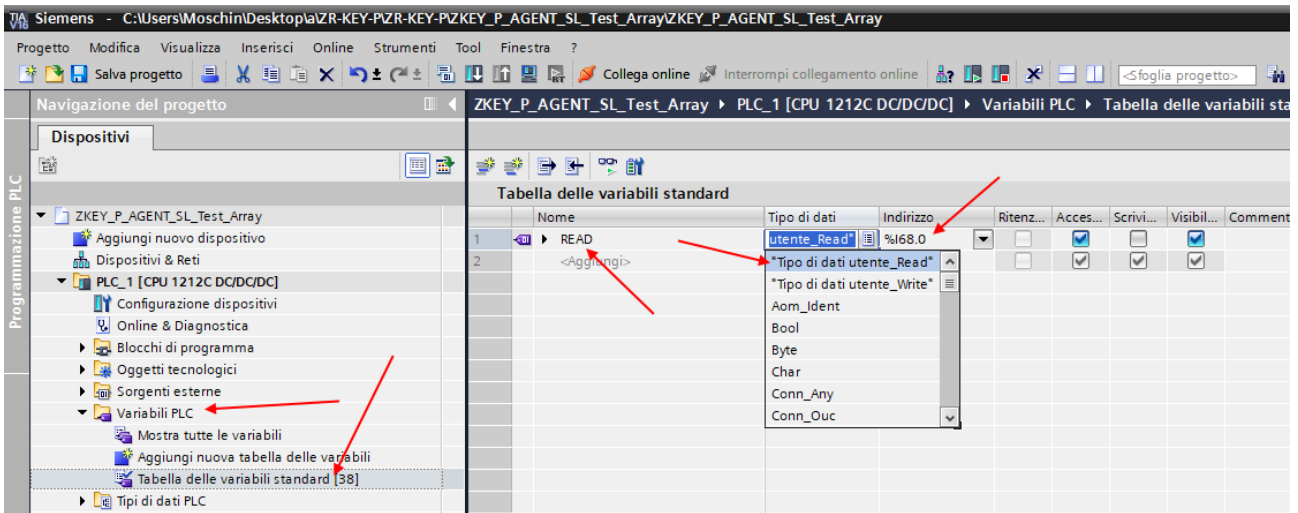 TIA V16 Siemens - C:\Users\Moschin\Desktop\a\ZR-KEY-P\ZR-KEY-P\ZKEY_P_AGENT_SL_Test_Array\ZKEY_P_AGENT_SL_Test_Array
Progetto Modifica Visualizza Inserisci Online Strumenti Tool Finestra ?
Salva progetto Collega online Interrompi collegamento online <Sfoglia progetto>
Navigazione del progetto
ZKEY_P_AGENT_SL_Test_Array PLC_1 [CPU 1212C DC/DC/DC] Variabili PLC Tabella delle variabili sta
Dispositivi
Programmazione PLC
ZKEY_P_AGENT_SL_Test_Array
Aggiungi nuovo dispositivo
Dispositivi & Reti
PLC_1 [CPU 1212C DC/DC/DC]
Configurazione dispositivi
Online & Diagnostica
Blocchi di programma
Oggetti tecnologici
Sorgenti esterne
Variabili PLC
Mostra tutte le variabili
Aggiungi nuova tabella delle variabili
Tabella delle variabili standard [38]
Tipi di dati PLC
Tabella delle variabili standard
Nome Tipo di dati Indirizzo Ritenz... Acces... Scrivi... Visibil... Comment
1 READ utente_Read" %I68.0
2 <Aggiungi>
"Tipo di dati utente_Read"
"Tipo di dati utente_Write"
Aom_Ident
Bool
Byte
Char
Conn_Any
Conn_Ouc